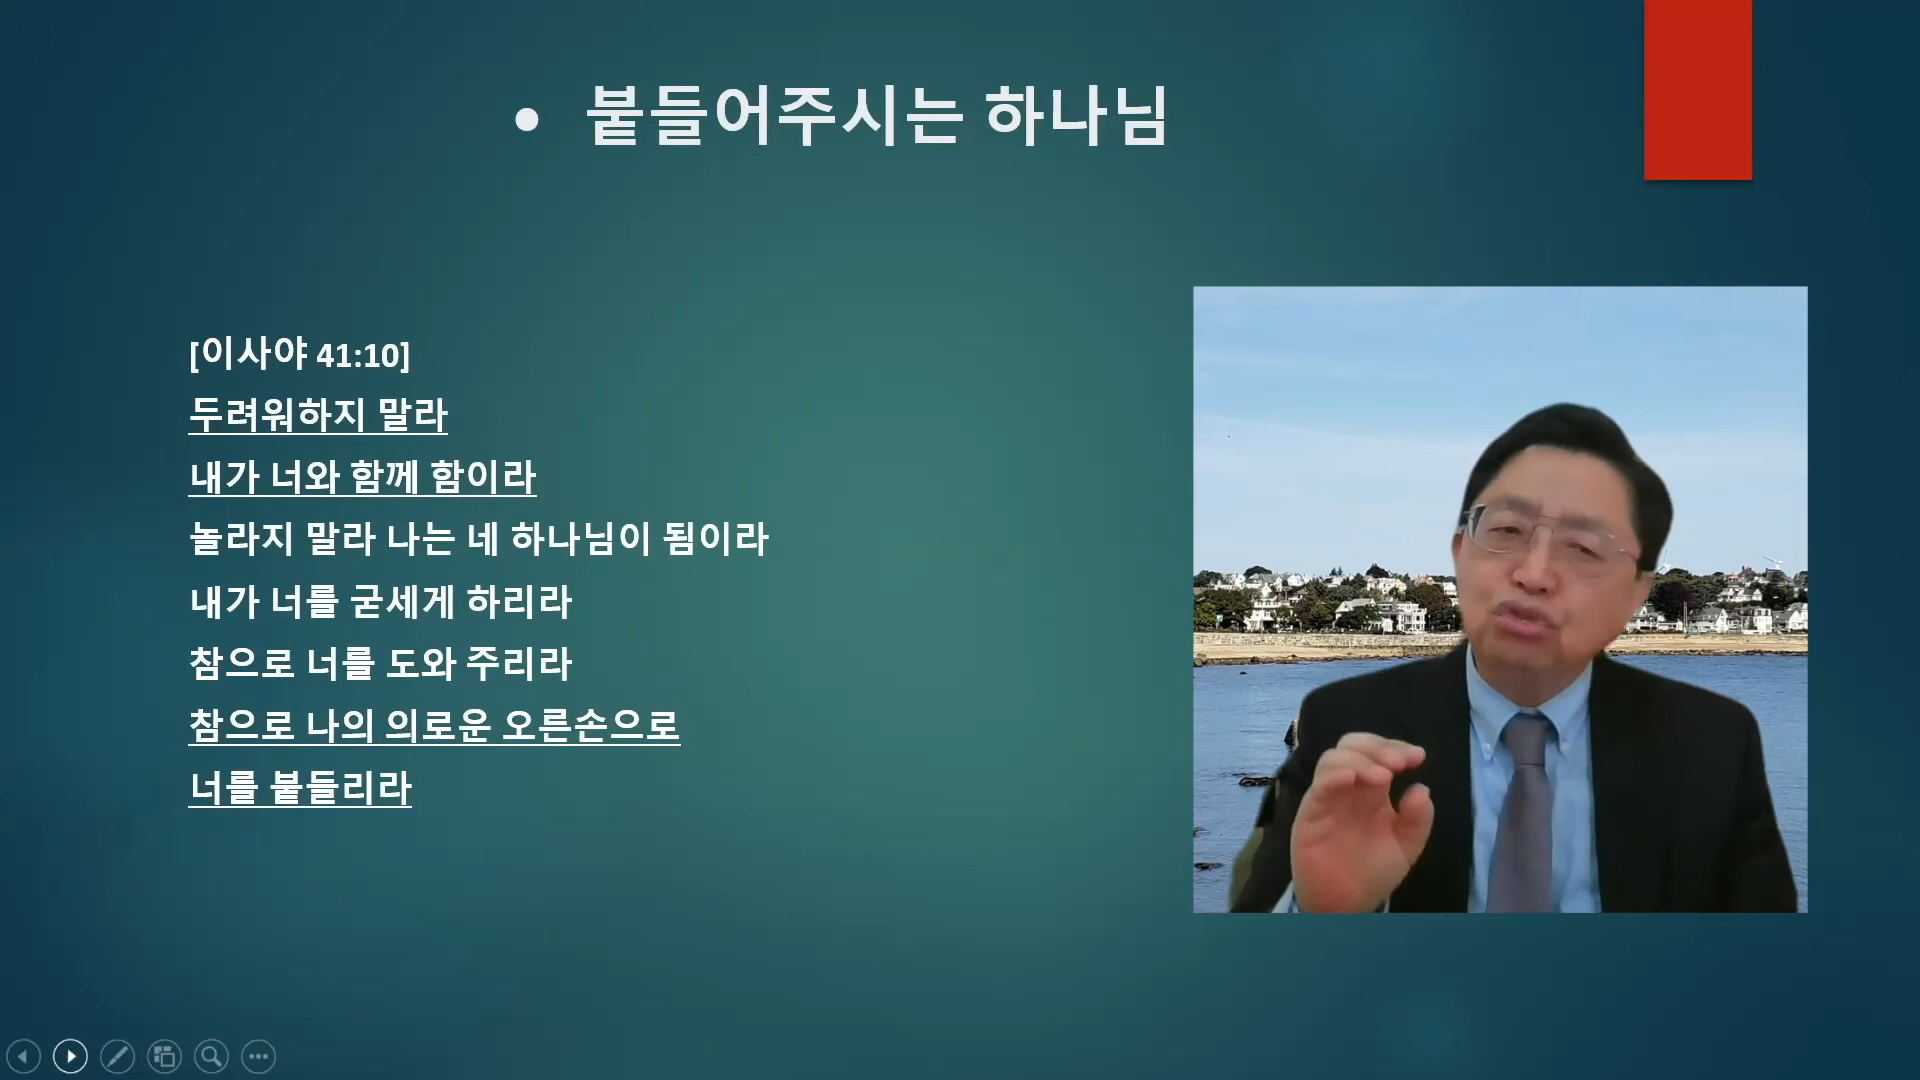 • 붙들어주시는 하나님
[이사야 41:10]
두려워하지 말라
내가 너와 함께 함이라
놀라지 말라 나는 네 하나님이 됨이라
내가 너를 굳세게 하리라
참으로 너를 도와 주리라
참으로 나의 의로운 오른손으로
너를 붙들리라